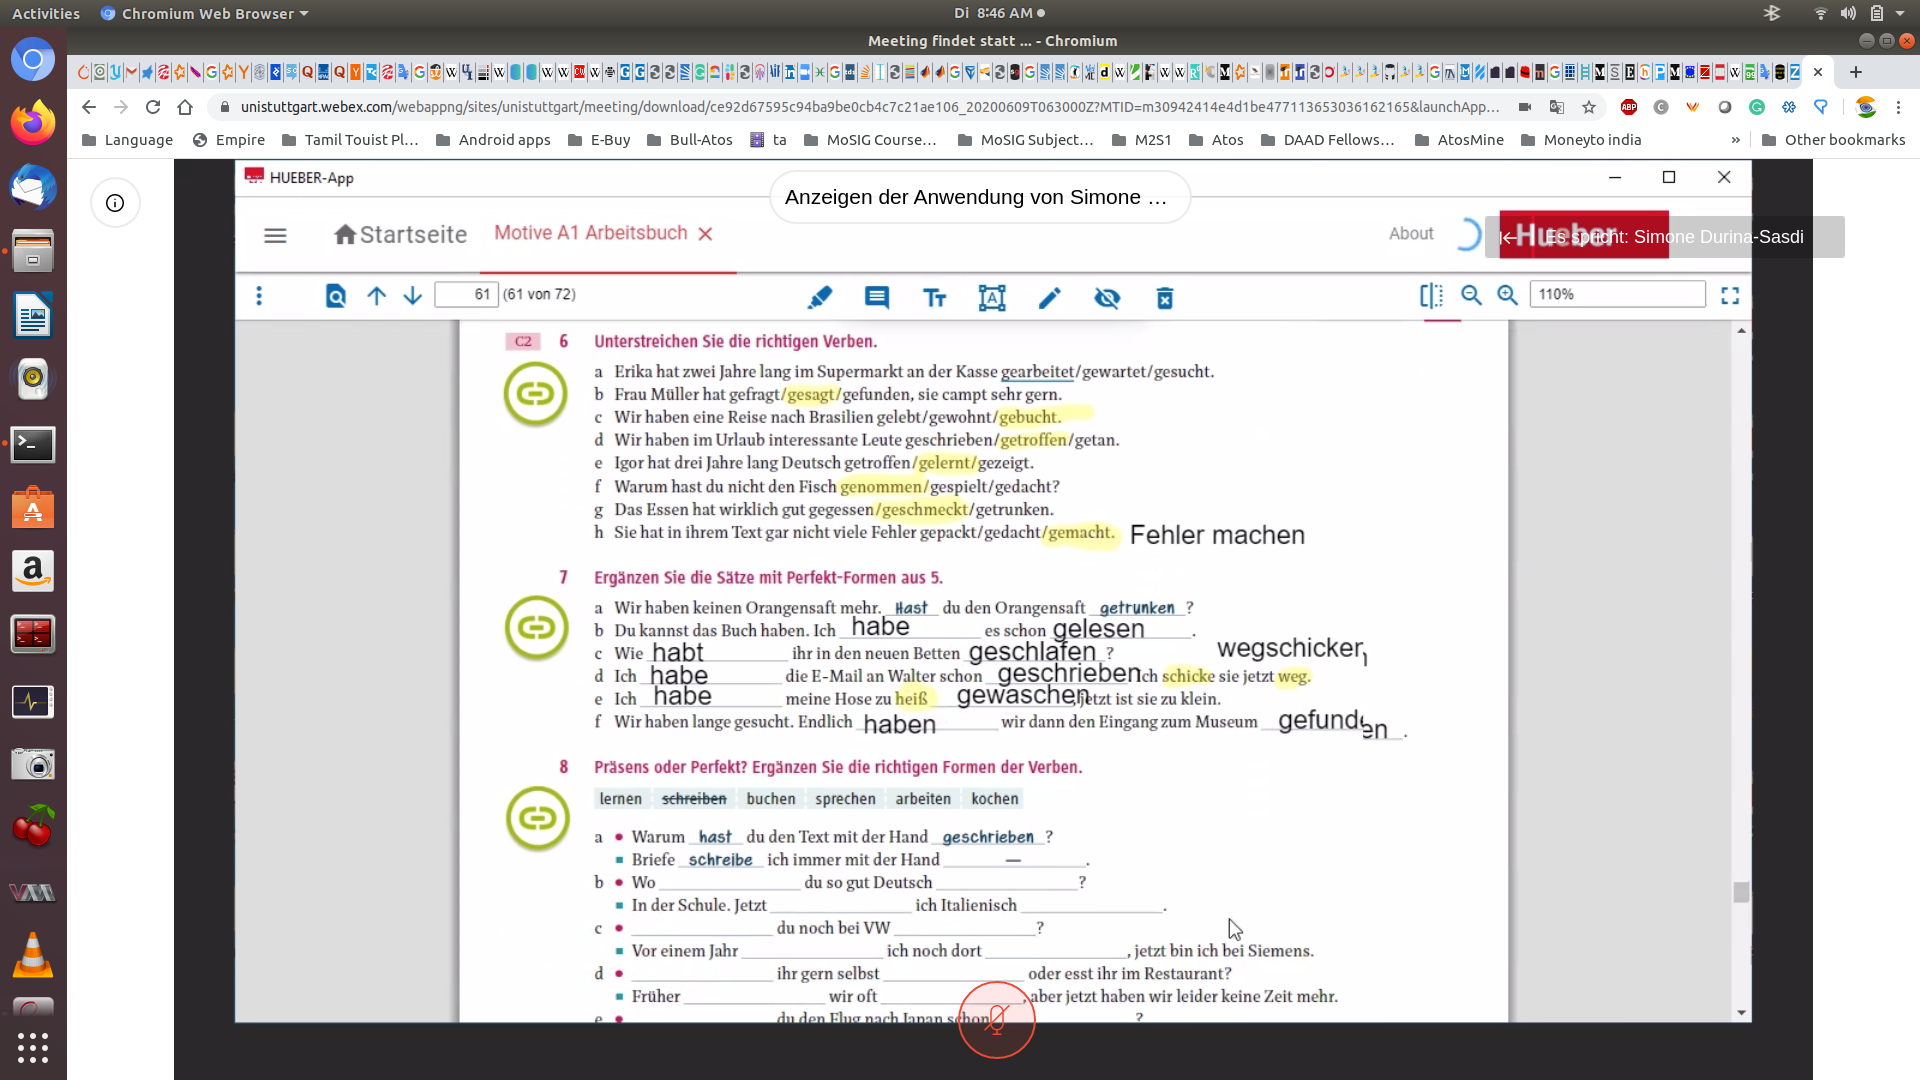 Activities Chromium Web Browser Di 8:46 AM
Meeting findet statt ... - Chromium
unistuttgart.webex.com/webappng/sites/unistuttgart/meeting/download/ce92d67595c94ba9be0cb4c7c21ae106_20200609T063000Z?MTID=m30942414e4d1be477113653036162165&launchApp...
Language Empire Tamil Touist Pl... Android apps E-Buy Bull-Atos ta MoSIG Course... MoSIG Subject... M2S1 Atos DAAD Fellows... AtosMine Moneyto india » Other bookmarks
HUEBER-App
Anzeigen der Anwendung von Simone ...
Startseite Motive A1 Arbeitsbuch About Hueber
Es spricht: Simone Durina-Sasdi
61 (61 von 72) 110%
C2 6 Unterstreichen Sie die richtigen Verben.
a Erika hat zwei Jahre lang im Supermarkt an der Kasse gearbeitet/gewartet/gesucht.
b Frau Müller hat gefragt/gesagt/gefunden, sie campt sehr gern.
c Wir haben eine Reise nach Brasilien gelebt/gewohnt/gebucht.
d Wir haben im Urlaub interessante Leute geschrieben/getroffen/getan.
e Igor hat drei Jahre lang Deutsch getroffen/gelernt/gezeigt.
f Warum hast du nicht den Fisch genommen/gespielt/gedacht?
g Das Essen hat wirklich gut gegessen/geschmeckt/getrunken.
h Sie hat in ihrem Text gar nicht viele Fehler gepackt/gedacht/gemacht. Fehler machen
7 Ergänzen Sie die Sätze mit Perfekt-Formen aus 5.
a Wir haben keinen Orangensaft mehr. Hast du den Orangensaft getrunken ?
b Du kannst das Buch haben. Ich habe es schon gelesen .
c Wie habt ihr in den neuen Betten geschlafen ? wegschicken
d Ich habe die E-Mail an Walter schon geschrieben Ich schicke sie jetzt weg.
e Ich habe meine Hose zu heiß gewaschen, jetzt ist sie zu klein.
f Wir haben lange gesucht. Endlich haben wir dann den Eingang zum Museum gefunden .
8 Präsens oder Perfekt? Ergänzen Sie die richtigen Formen der Verben.
lernen schreiben buchen sprechen arbeiten kochen
a Warum hast du den Text mit der Hand geschrieben ?
Briefe schreibe ich immer mit der Hand — .
b Wo ____ du so gut Deutsch ____ ?
In der Schule. Jetzt ____ ich Italienisch ____ .
c ____ du noch bei VW ____ ?
Vor einem Jahr ____ ich noch dort ____ , jetzt bin ich bei Siemens.
d ____ ihr gern selbst ____ oder esst ihr im Restaurant?
Früher ____ wir oft ____ , aber jetzt haben wir leider keine Zeit mehr.
e ____ du den Flug nach Japan schon ____ ?